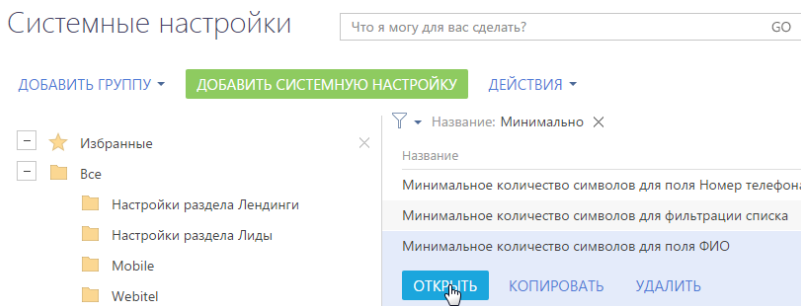 Системные настройки
Что я могу для вас сделать? GO
ДОБАВИТЬ ГРУППУ ДОБАВИТЬ СИСТЕМНУЮ НАСТРОЙКУ ДЕЙСТВИЯ
Название: Минимально
Избранные
Название
Все
Минимальное количество символов для поля Номер телефона
Настройки раздела Лендинги
Минимальное количество символов для фильтрации списка
Настройки раздела Лиды
Минимальное количество символов для поля ФИО
Mobile
ОТКРЫТЬ КОПИРОВАТЬ УДАЛИТЬ
Webitel